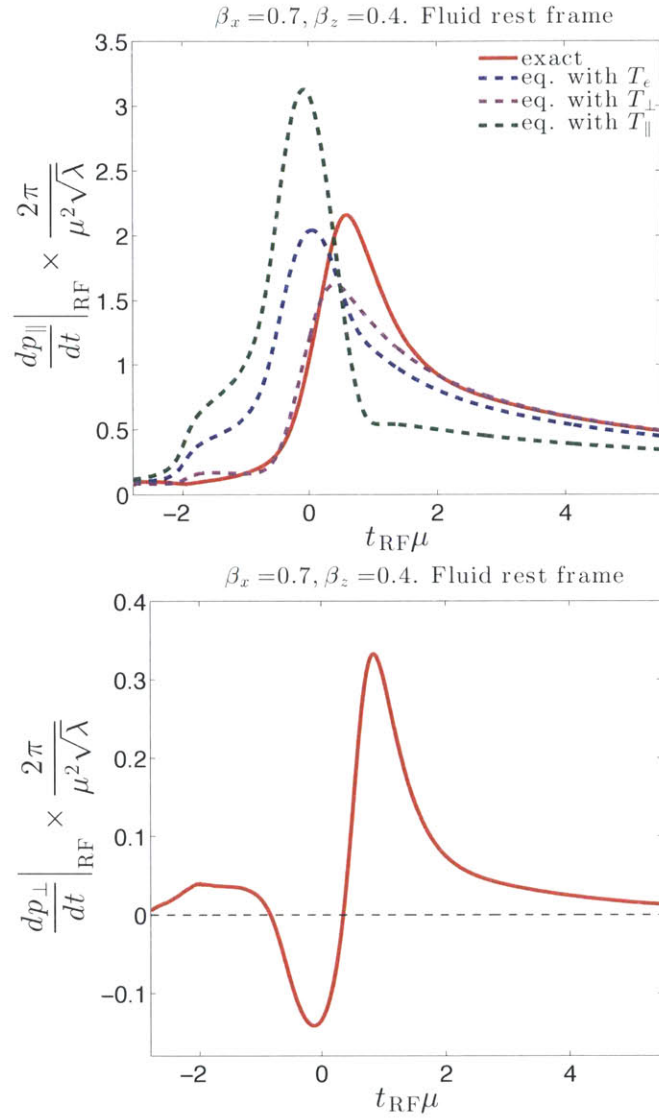 β_x =0.7, β_z =0.4. Fluid rest frame
exact
eq. with T_ϵ
eq. with T_⊥
eq. with T_∥
3.5
3
2.5
2
1.5
1
0.5
0
−2 0 2 4
dp_∥/dt |_RF × 2π/(μ²√λ)
t_RF μ
β_x =0.7, β_z =0.4. Fluid rest frame
0.4
0.3
0.2
0.1
0
−0.1
−2 0 2 4
dp_⊥/dt |_RF × 2π/(μ²√λ)
t_RF μ